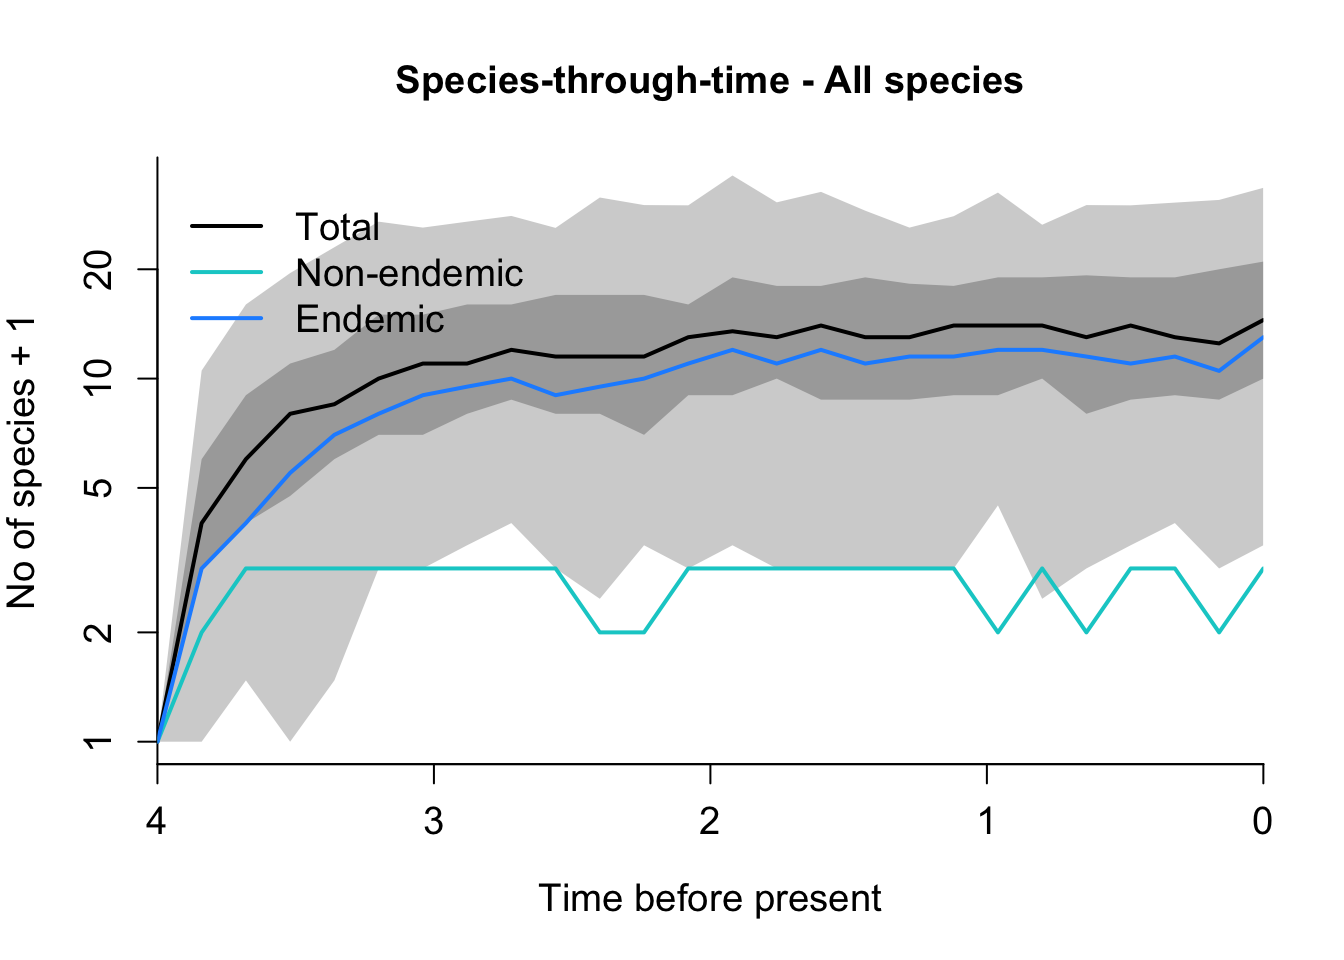 Species-through-time - All species
Total
Non-endemic
Endemic
No of species + 1
20
10
5
2
1
4 3 2 1 0
Time before present